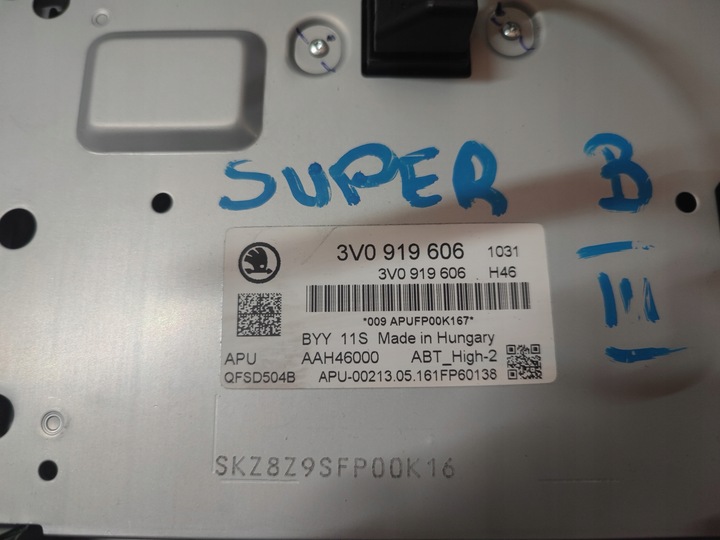 SUPER B
III
3V0 919 606 1031
3V0 919 606 H46
*009 APUFP00K167*
BYY 11S Made in Hungary
APU AAH46000 ABT_High-2
QFSD504B APU-00213.05.161FP60138
SKZ8Z9SFP00K16